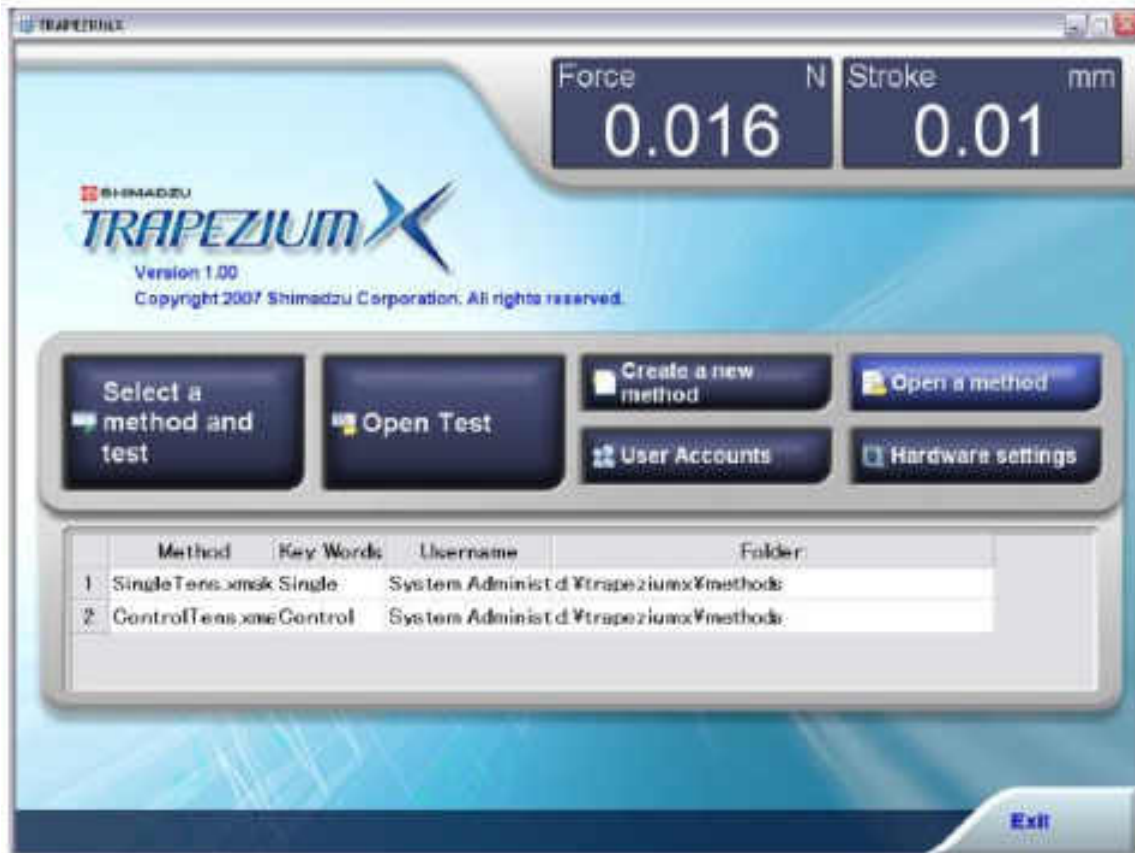 TRAPEZIUMX
Force N
0.016
Stroke mm
0.01
SHIMADZU
TRAPEZIUM X
Version 1.00
Copyright 2007 Shimadzu Corporation. All rights reserved.
Select a
method and
test
Open Test
Create a new
method
Open a method
User Accounts
Hardware settings
Method Key Words Username Folder
1 SingleTens.xmak Single System Administ d:¥trapeziumx¥methods
2 ControlTens.xma Control System Administ d:¥trapeziumx¥methods
Exit